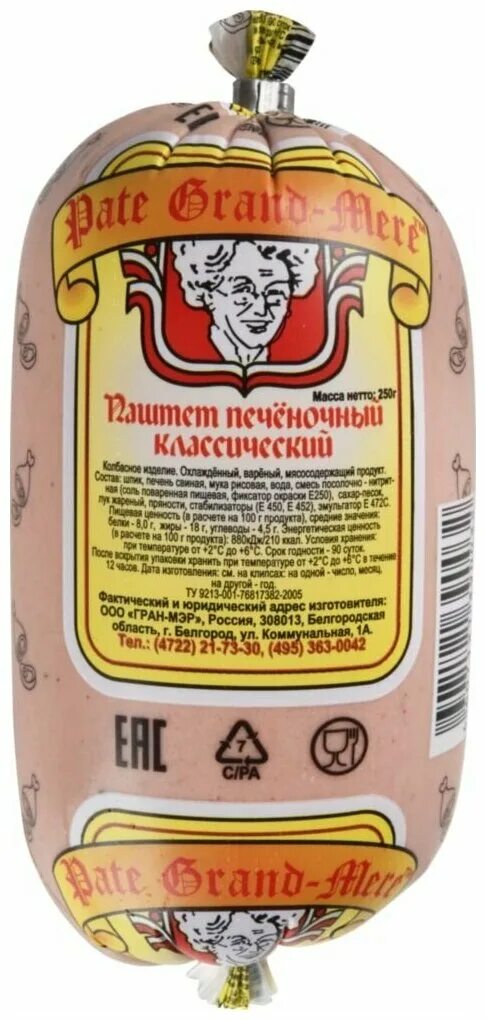 Pate Grand-Mere™
Масса нетто: 250г
Паштет печёночный
классический
Колбасное изделие. Охлаждённый, варёный, мясосодержащий продукт.
Состав: шпик, печень свиная, мука рисовая, вода, смесь посолочно - нитрит-
ная (соль поваренная пищевая, фиксатор окраски Е250), сахар-песок,
лук жареный, пряности, стабилизаторы (Е 450, Е 452), эмульгатор Е 472С.
Пищевая ценность (в расчете на 100 г продукта), средние значения:
белки - 8,0 г, жиры - 18 г, углеводы - 4,5 г. Энергетическая ценность
(в расчете на 100 г продукта): 880кДж/210 ккал. Условия хранения:
при температуре от +2°С до +6°С. Срок годности - 90 суток.
После вскрытия упаковки хранить при температуре от +2°С до +6°С в течение
12 часов. Дата изготовления: см. на клипсах: на одной - число, месяц,
на другой - год.
ТУ 9213-001-76817382-2005
Фактический и юридический адрес изготовителя:
ООО «ГРАН-МЭР», Россия, 308013, Белгородская
область, г. Белгород, ул. Коммунальная, 1А.
Тел.: (4722) 21-73-30, (495) 363-0042
ЕАС
7
C/PA
Pate Grand-Mere